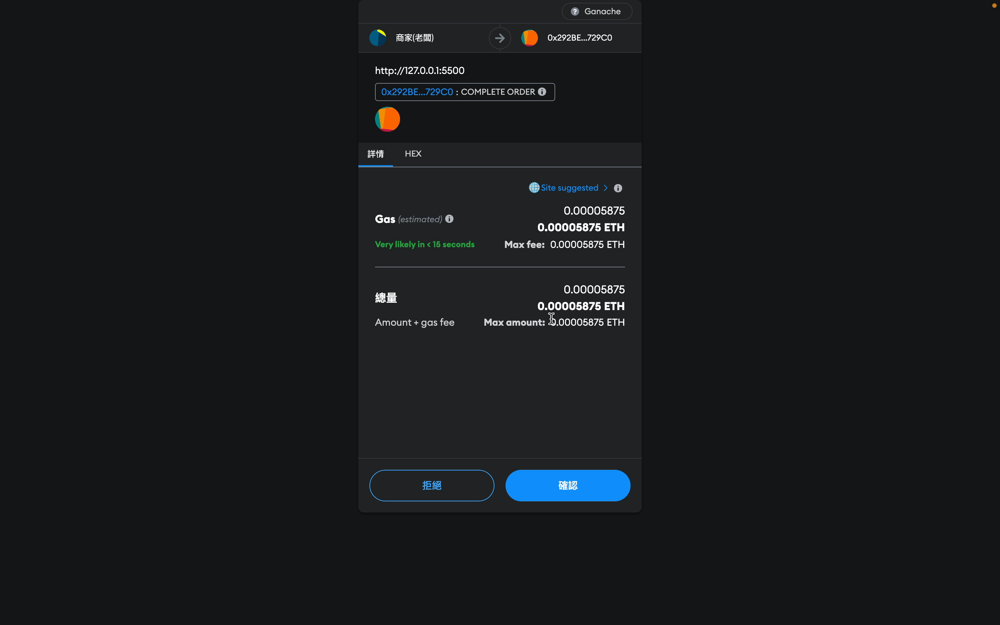 Ganache
商家(老闆)
0x292BE...729C0
http://127.0.0.1:5500
0x292BE...729C0 : COMPLETE ORDER
詳情
HEX
Site suggested >
0.00005875
Gas (estimated)
0.00005875 ETH
Very likely in < 15 seconds
Max fee: 0.00005875 ETH
0.00005875
總量
0.00005875 ETH
Amount + gas fee
Max amount: 0.00005875 ETH
拒絕
確認